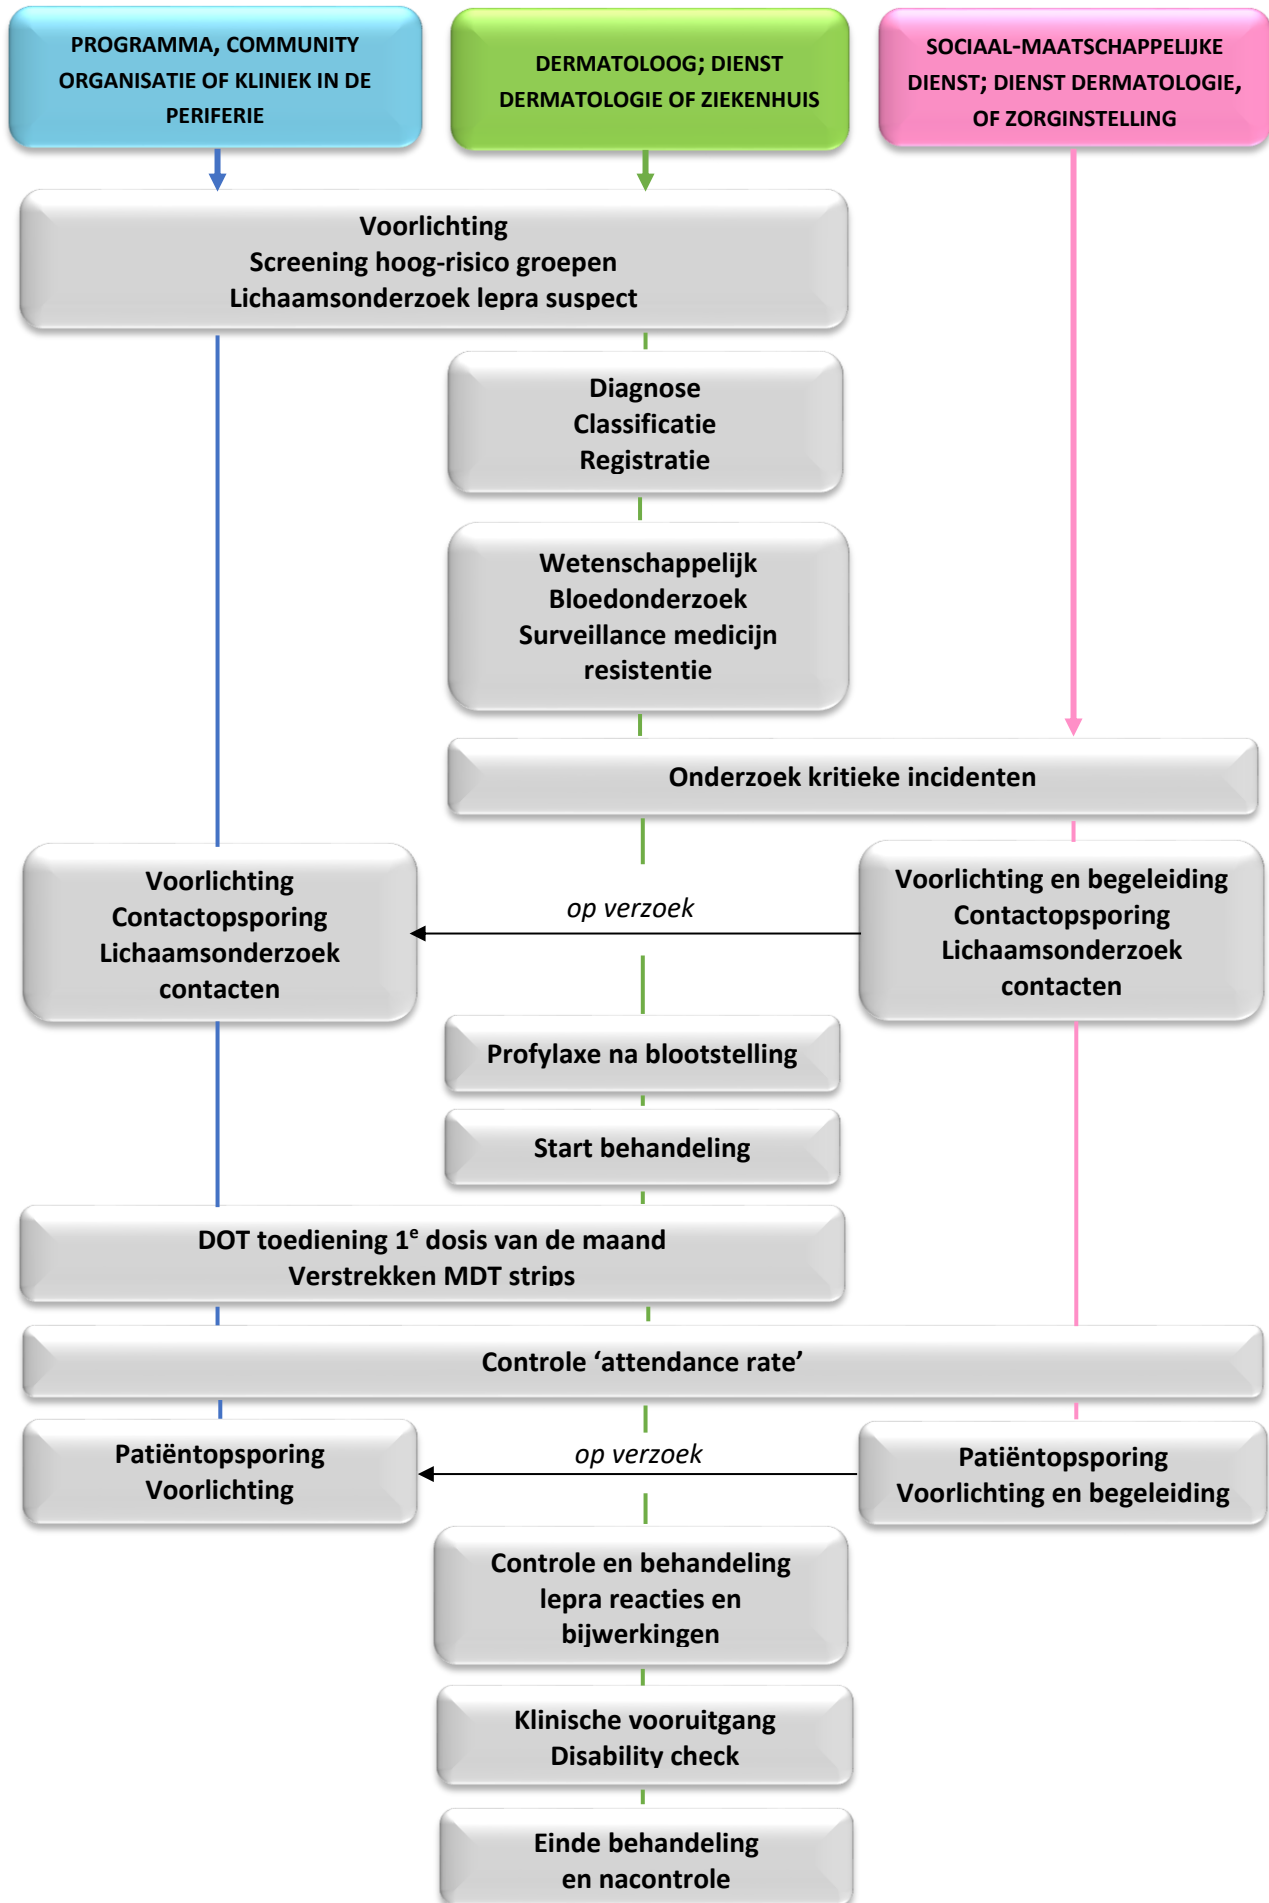 PROGRAMMA, COMMUNITY
ORGANISATIE OF KLINIEK IN DE
PERIFERIE
DERMATOLOOG; DIENST
DERMATOLOGIE OF ZIEKENHUIS
SOCIAAL-MAATSCHAPPELIJKE
DIENST; DIENST DERMATOLOGIE,
OF ZORGINSTELLING
Voorlichting
Screening hoog-risico groepen
Lichaamsonderzoek lepra suspect
Diagnose
Classificatie
Registratie
Wetenschappelijk
Bloedonderzoek
Surveillance medicijn
resistentie
Onderzoek kritieke incidenten
Voorlichting
Contactopsporing
Lichaamsonderzoek
contacten
op verzoek
Voorlichting en begeleiding
Contactopsporing
Lichaamsonderzoek
contacten
Profylaxe na blootstelling
Start behandeling
DOT toediening 1e dosis van de maand
Verstrekken MDT strips
Controle ‘attendance rate’
Patiëntopsporing
Voorlichting
op verzoek
Patiëntopsporing
Voorlichting en begeleiding
Controle en behandeling
lepra reacties en
bijwerkingen
Klinische vooruitgang
Disability check
Einde behandeling
en nacontrole